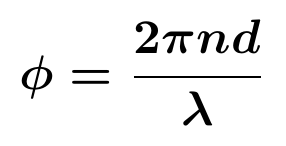 ϕ = 2πnd / λ